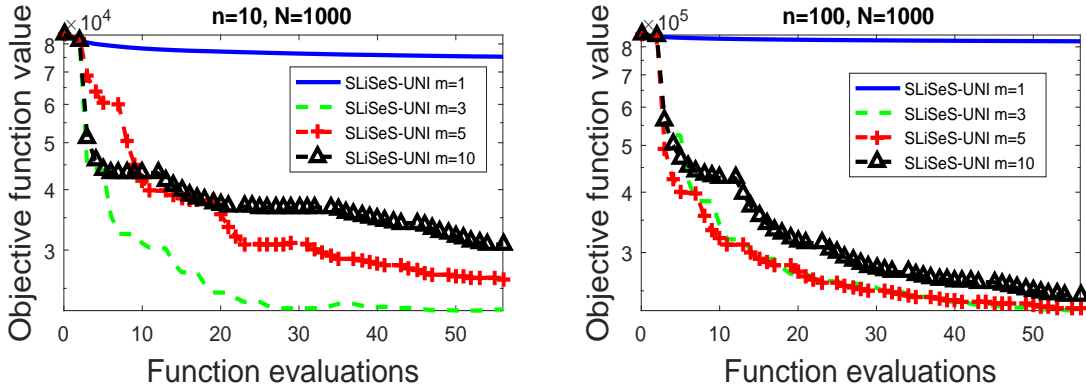 n=10, N=1000
×10⁴
8
7
6
5
4
3
Objective function value
SLiSeS-UNI m=1
SLiSeS-UNI m=3
SLiSeS-UNI m=5
SLiSeS-UNI m=10
0 10 20 30 40 50
Function evaluations
n=100, N=1000
×10⁵
8
7
6
5
4
3
Objective function value
SLiSeS-UNI m=1
SLiSeS-UNI m=3
SLiSeS-UNI m=5
SLiSeS-UNI m=10
0 10 20 30 40 50
Function evaluations